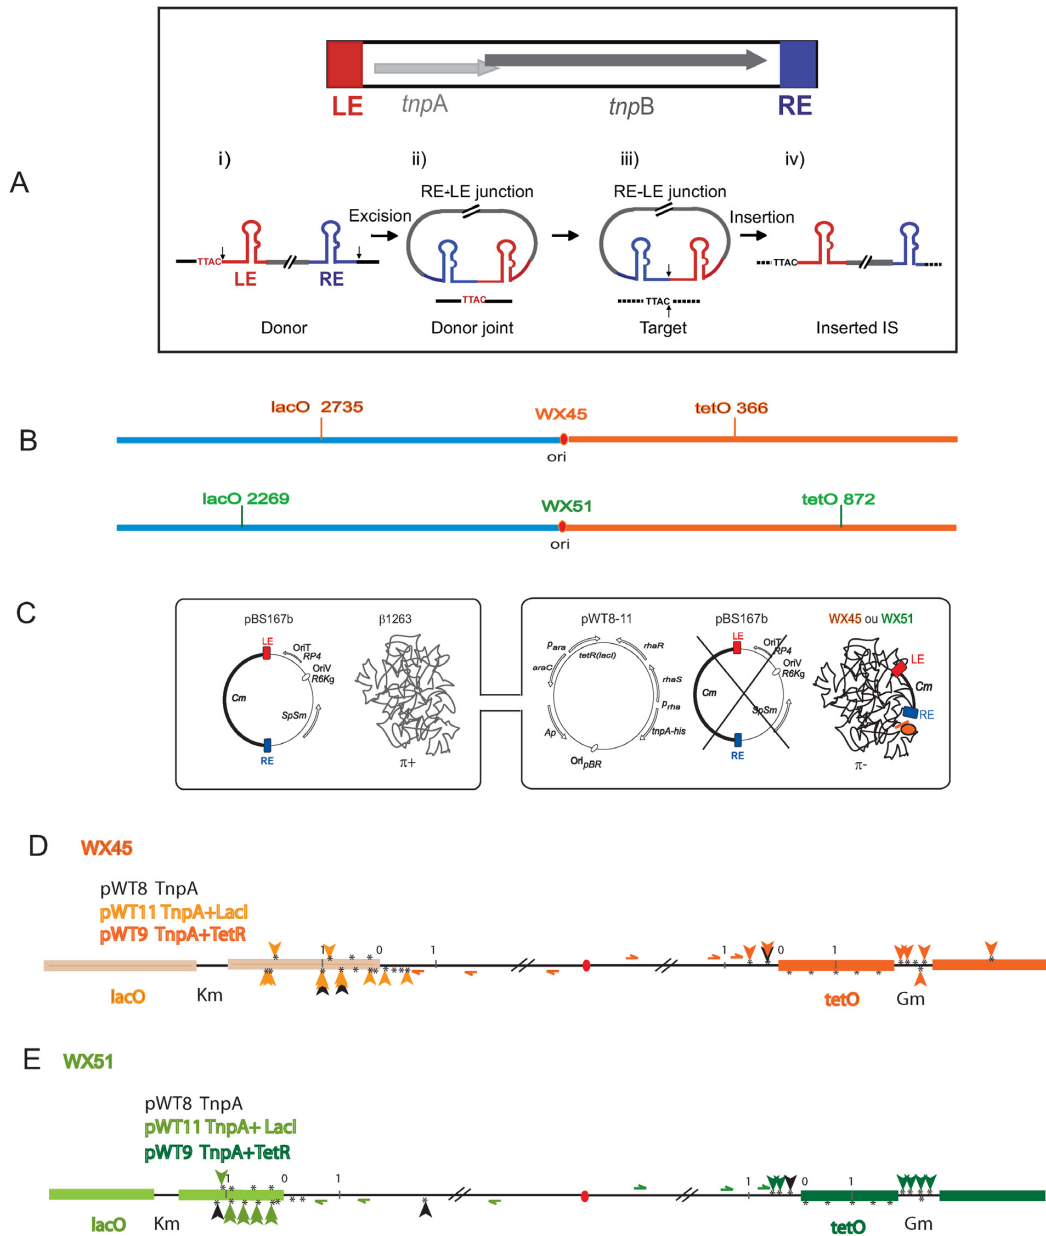 A
LE
tnpA
tnpB
RE
i)
ii)
iii)
iv)
RE-LE junction
RE-LE junction
Excision
Insertion
TTAC
LE
RE
TTAC
TTAC
TTAC
Donor
Donor joint
Target
Inserted IS
B
lacO 2735
WX45
tetO 366
ori
lacO 2269
WX51
tetO 872
ori
C
pBS167b
β1263
LE
OriT
RP4
OriV
R6Kg
Cm
SpSm
RE
π+
pWT8-11
pBS167b
WX45 ou WX51
Para
tetR(lacI)
rhaR
araC
rhaS
Prha
tnpA-his
Ap
OripBR
LE
OriT
RP4
OriV
R6Kg
Cm
SpSm
RE
LE
Cm
RE
π-
D
WX45
pWT8 TnpA
pWT11 TnpA+LacI
pWT9 TnpA+TetR
1
0
1
0
1
lacO
Km
tetO
Gm
E
WX51
pWT8 TnpA
pWT11 TnpA+ LacI
pWT9 TnpA+TetR
1
0
1
1
0
1
lacO
Km
tetO
Gm